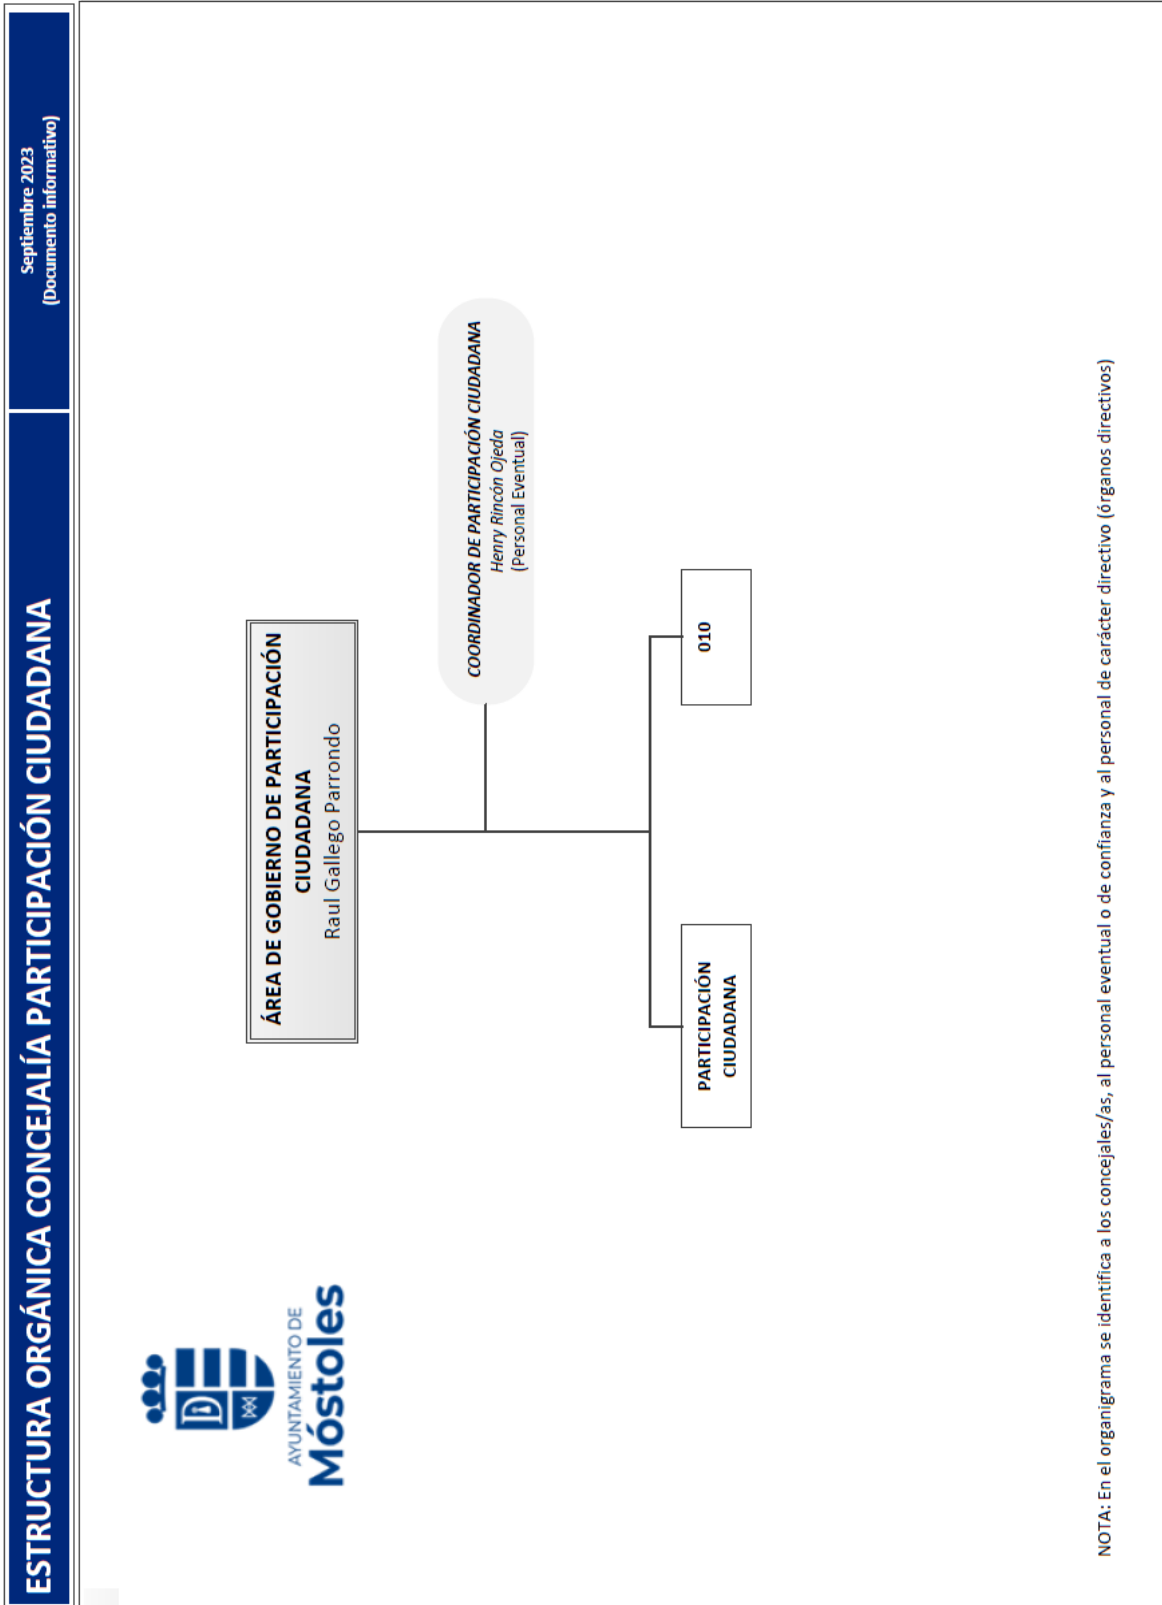 ESTRUCTURA ORGÁNICA CONCEJALÍA PARTICIPACIÓN CIUDADANA
Septiembre 2023
(Documento informativo)
AYUNTAMIENTO DE
Móstoles
ÁREA DE GOBIERNO DE PARTICIPACIÓN
CIUDADANA
Raul Gallego Parrondo
COORDINADOR DE PARTICIPACIÓN CIUDADANA
Henry Rincón Ojeda
(Personal Eventual)
PARTICIPACIÓN
CIUDADANA
010
NOTA: En el organigrama se identifica a los concejales/as, al personal eventual o de confianza y al personal de carácter directivo (órganos directivos)